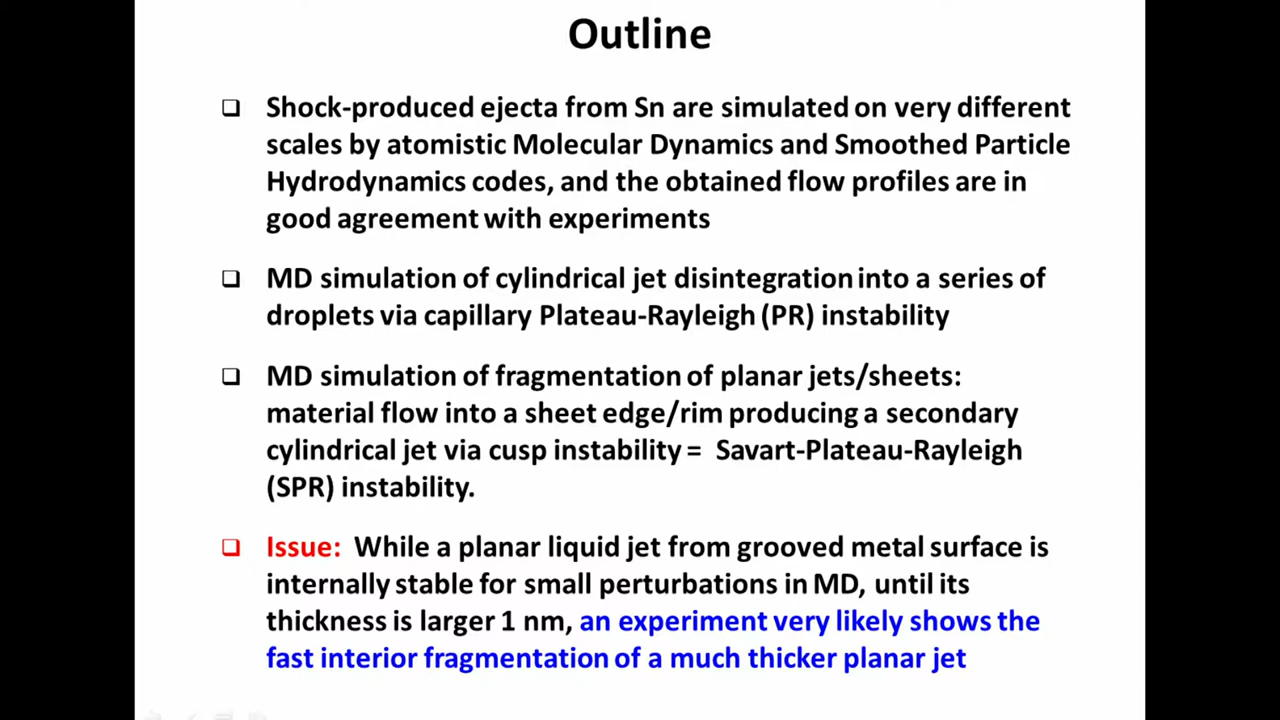 Outline
Shock-produced ejecta from Sn are simulated on very different
scales by atomistic Molecular Dynamics and Smoothed Particle
Hydrodynamics codes, and the obtained flow profiles are in
good agreement with experiments
MD simulation of cylindrical jet disintegration into a series of
droplets via capillary Plateau-Rayleigh (PR) instability
MD simulation of fragmentation of planar jets/sheets:
material flow into a sheet edge/rim producing a secondary
cylindrical jet via cusp instability = Savart-Plateau-Rayleigh
(SPR) instability.
Issue: While a planar liquid jet from grooved metal surface is
internally stable for small perturbations in MD, until its
thickness is larger 1 nm, an experiment very likely shows the
fast interior fragmentation of a much thicker planar jet